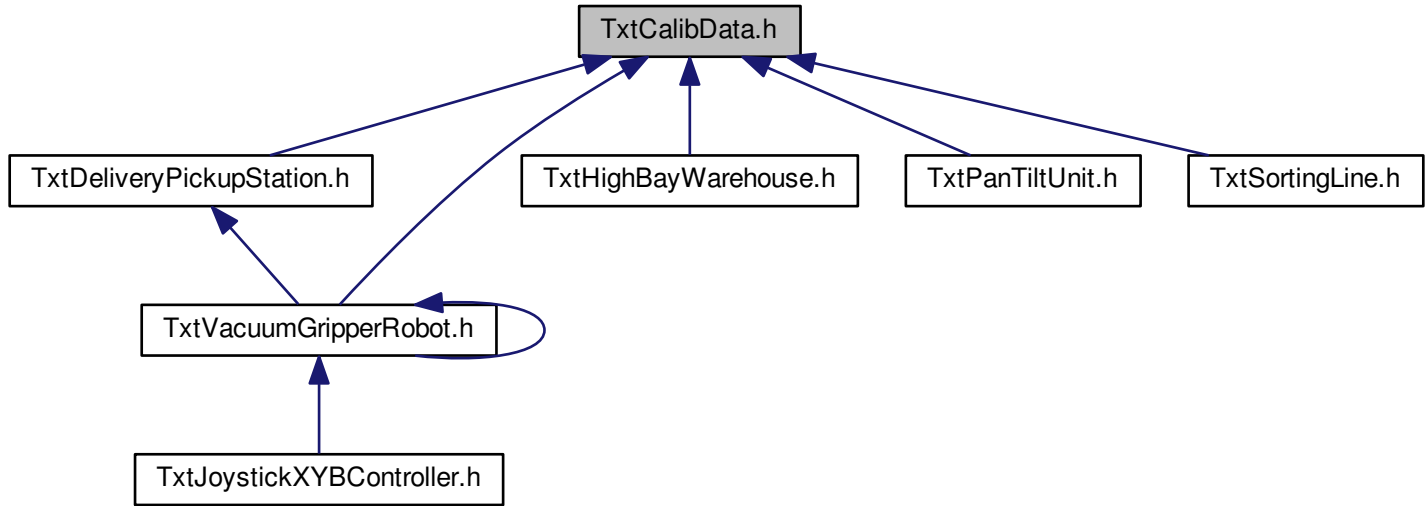 TxtCalibData.h
TxtDeliveryPickupStation.h
TxtHighBayWarehouse.h
TxtPanTiltUnit.h
TxtSortingLine.h
TxtVacuumGripperRobot.h
TxtJoystickXYBController.h